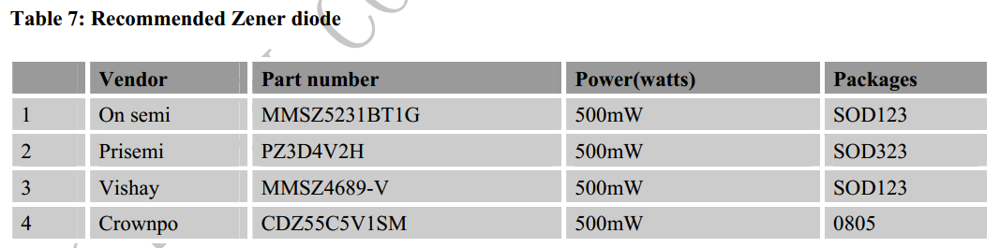 Table 7: Recommended Zener diode
Vendor Part number Power(watts) Packages
1 On semi MMSZ5231BT1G 500mW SOD123
2 Prisemi PZ3D4V2H 500mW SOD323
3 Vishay MMSZ4689-V 500mW SOD123
4 Crownpo CDZ55C5V1SM 500mW 0805